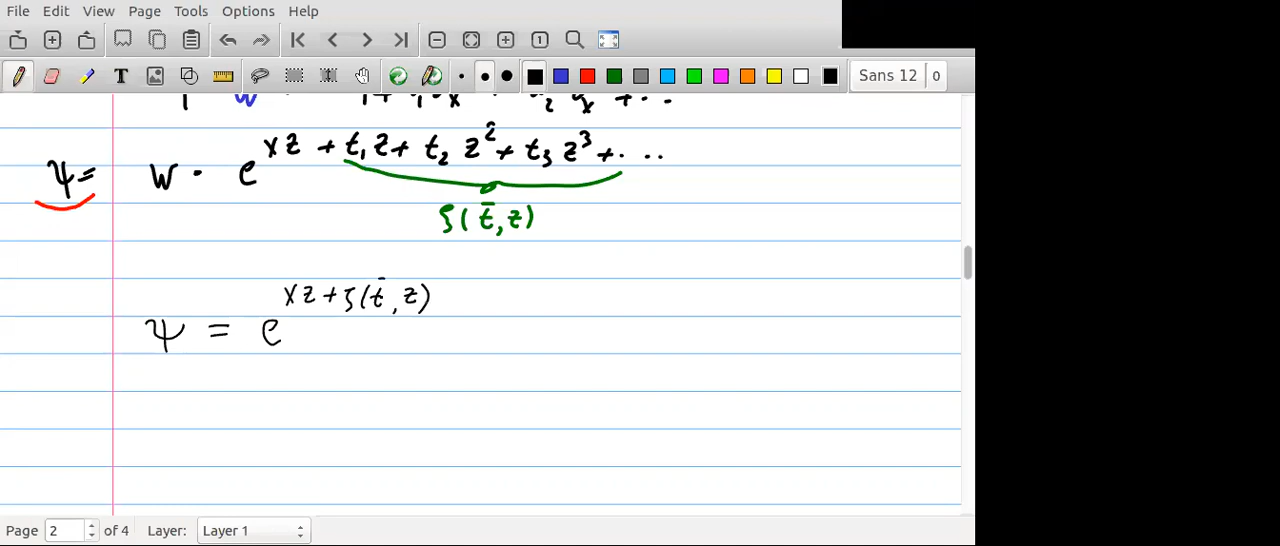 File Edit View Page Tools Options Help
Sans 12 0
ψ = W · e^{xz + t₁z + t₂z² + t₃z³ + ...}
ξ(t̄, z)
ψ = e^{xz + ξ(t̄, z)}
Page 2 of 4 Layer: Layer 1